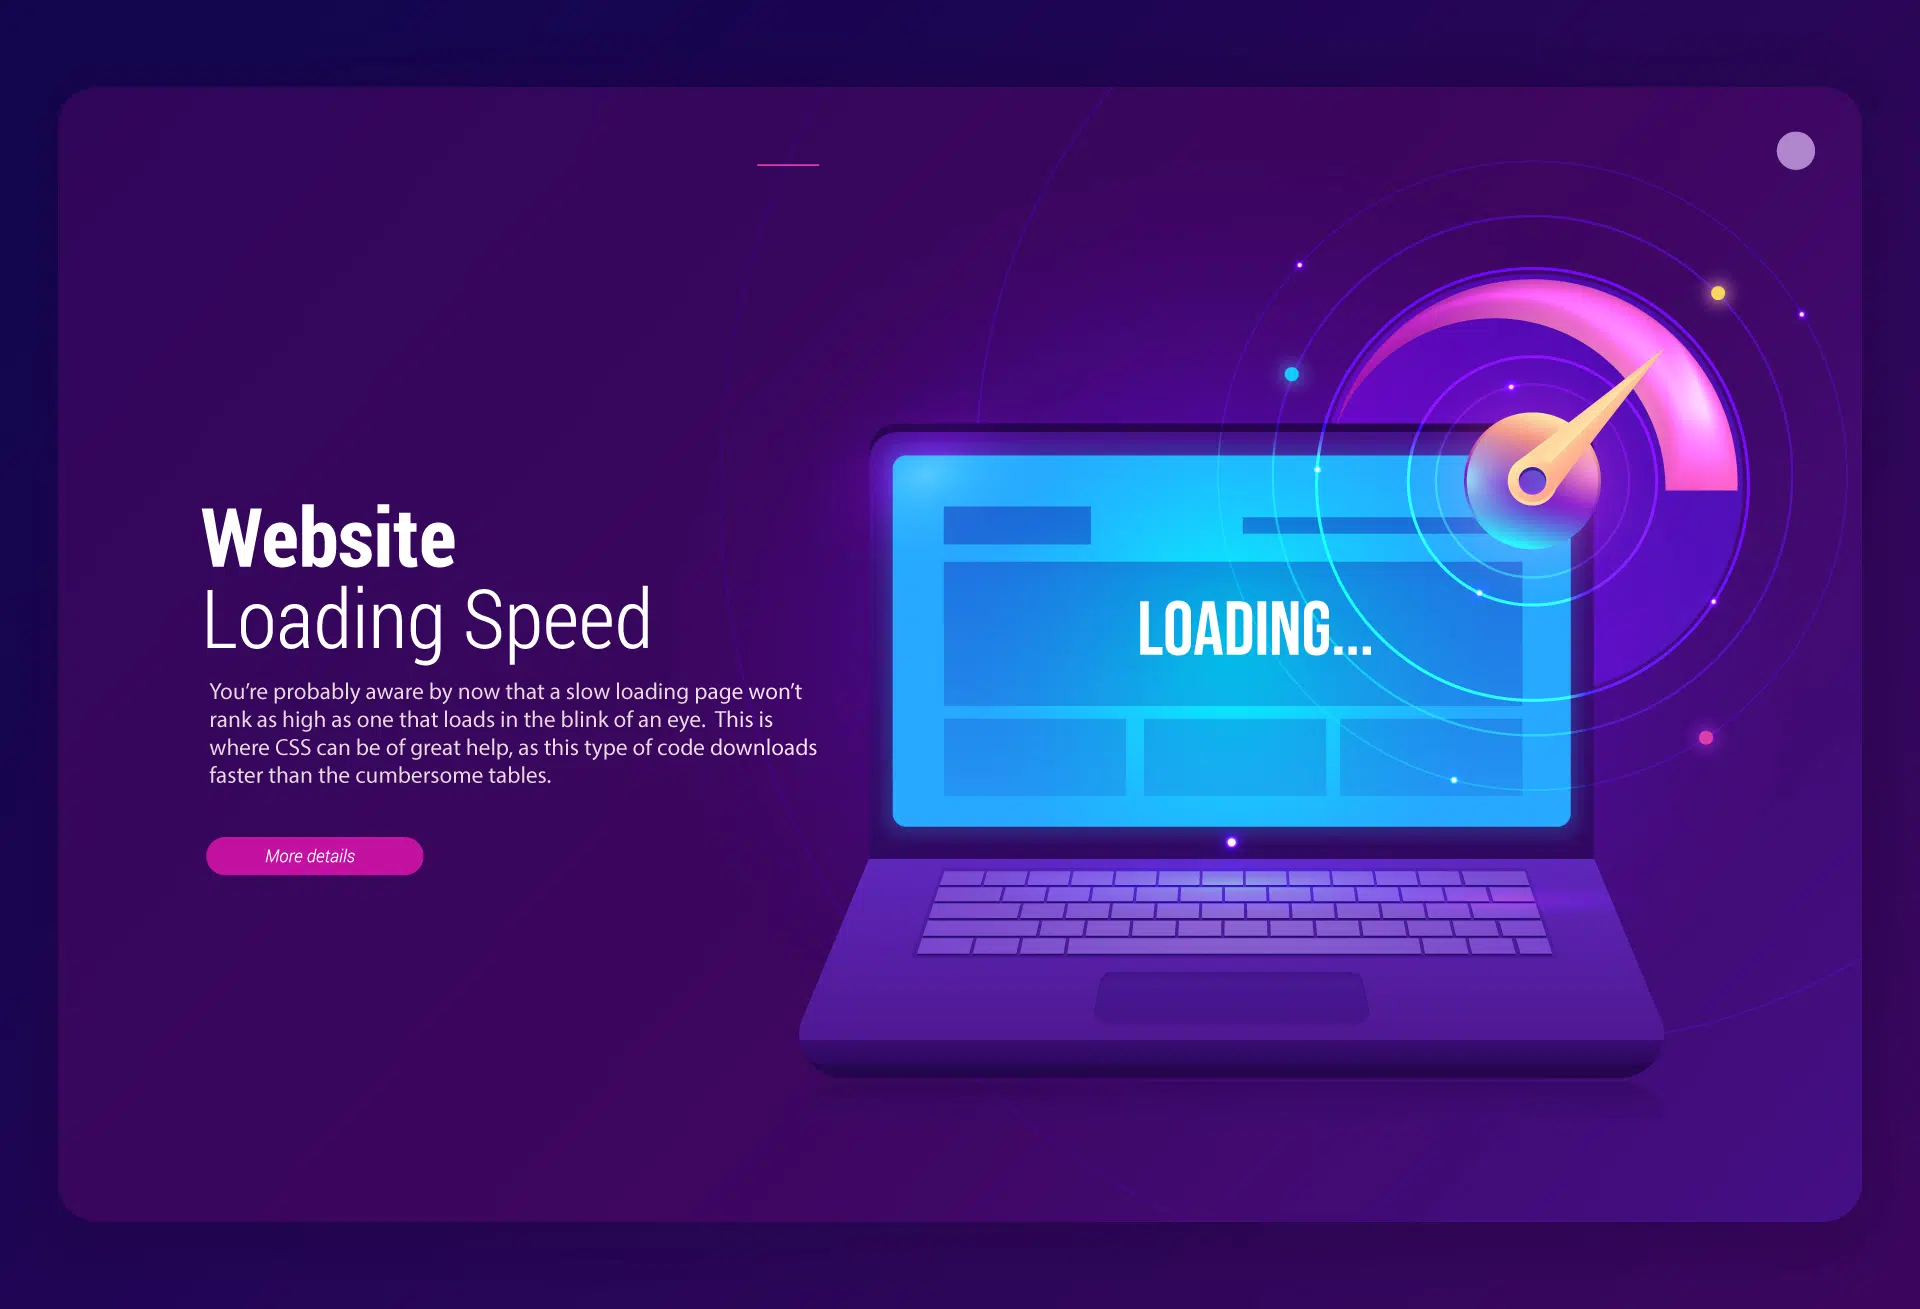 Website
Loading Speed
You’re probably aware by now that a slow loading page won’t
rank as high as one that loads in the blink of an eye.  This is
where CSS can be of great help, as this type of code downloads
faster than the cumbersome tables.
More details
LOADING...